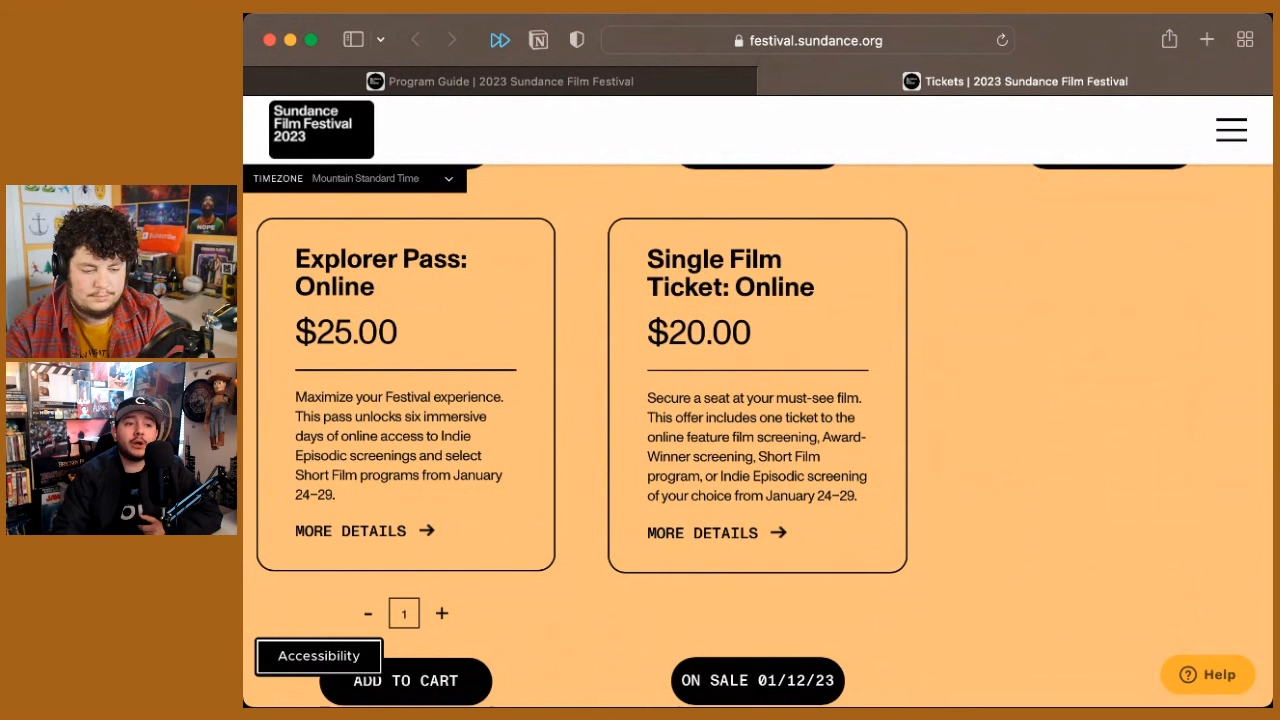 festival.sundance.org
Program Guide | 2023 Sundance Film Festival
Tickets | 2023 Sundance Film Festival
Sundance
Film Festival
2023
TIMEZONE Mountain Standard Time
Explorer Pass:
Online
$25.00
Maximize your Festival experience.
This pass unlocks six immersive
days of online access to Indie
Episodic screenings and select
Short Film programs from January
24–29.
MORE DETAILS →
- 1 +
ADD TO CART
Single Film
Ticket: Online
$20.00
Secure a seat at your must-see film.
This offer includes one ticket to the
online feature film screening, Award-
Winner screening, Short Film
program, or Indie Episodic screening
of your choice from January 24–29.
MORE DETAILS →
ON SALE 01/12/23
Accessibility
Help
NOPE
Subscribe